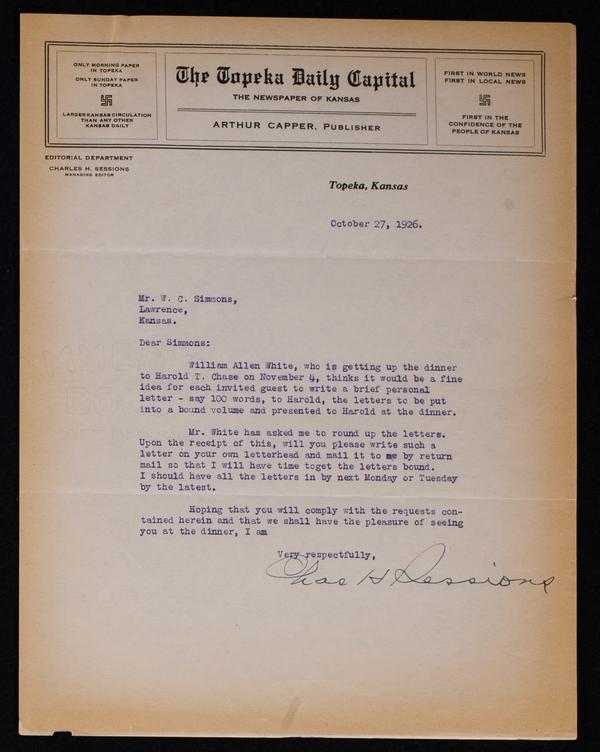 ONLY MORNING PAPER
IN TOPEKA
ONLY SUNDAY PAPER
IN TOPEKA
LARGER KANSAS CIRCULATION
THAN ANY OTHER
KANSAS DAILY
The Topeka Daily Capital
THE NEWSPAPER OF KANSAS
ARTHUR CAPPER, PUBLISHER
FIRST IN WORLD NEWS
FIRST IN LOCAL NEWS
FIRST IN THE
CONFIDENCE OF THE
PEOPLE OF KANSAS
EDITORIAL DEPARTMENT
CHARLES H. SESSIONS
MANAGING EDITOR
Topeka, Kansas
October 27, 1926.
Mr. W. C. Simmons,
Lawrence,
Kansas.
Dear Simmons:
William Allen White, who is getting up the dinner
to Harold T. Chase on November 4, thinks it would be a fine
idea for each invited guest to write a brief personal
letter - say 100 words, to Harold, the letters to be put
into a bound volume and presented to Harold at the dinner.
Mr. White has asked me to round up the letters.
Upon the receipt of this, will you please write such a
letter on your own letterhead and mail it to me by return
mail so that I will have time toget the letters bound.
I should have all the letters in by next Monday or Tuesday
by the latest.
Hoping that you will comply with the requests con-
tained herein and that we shall have the pleasure of seeing
you at the dinner, I am
Very respectfully,
Chas H Sessions